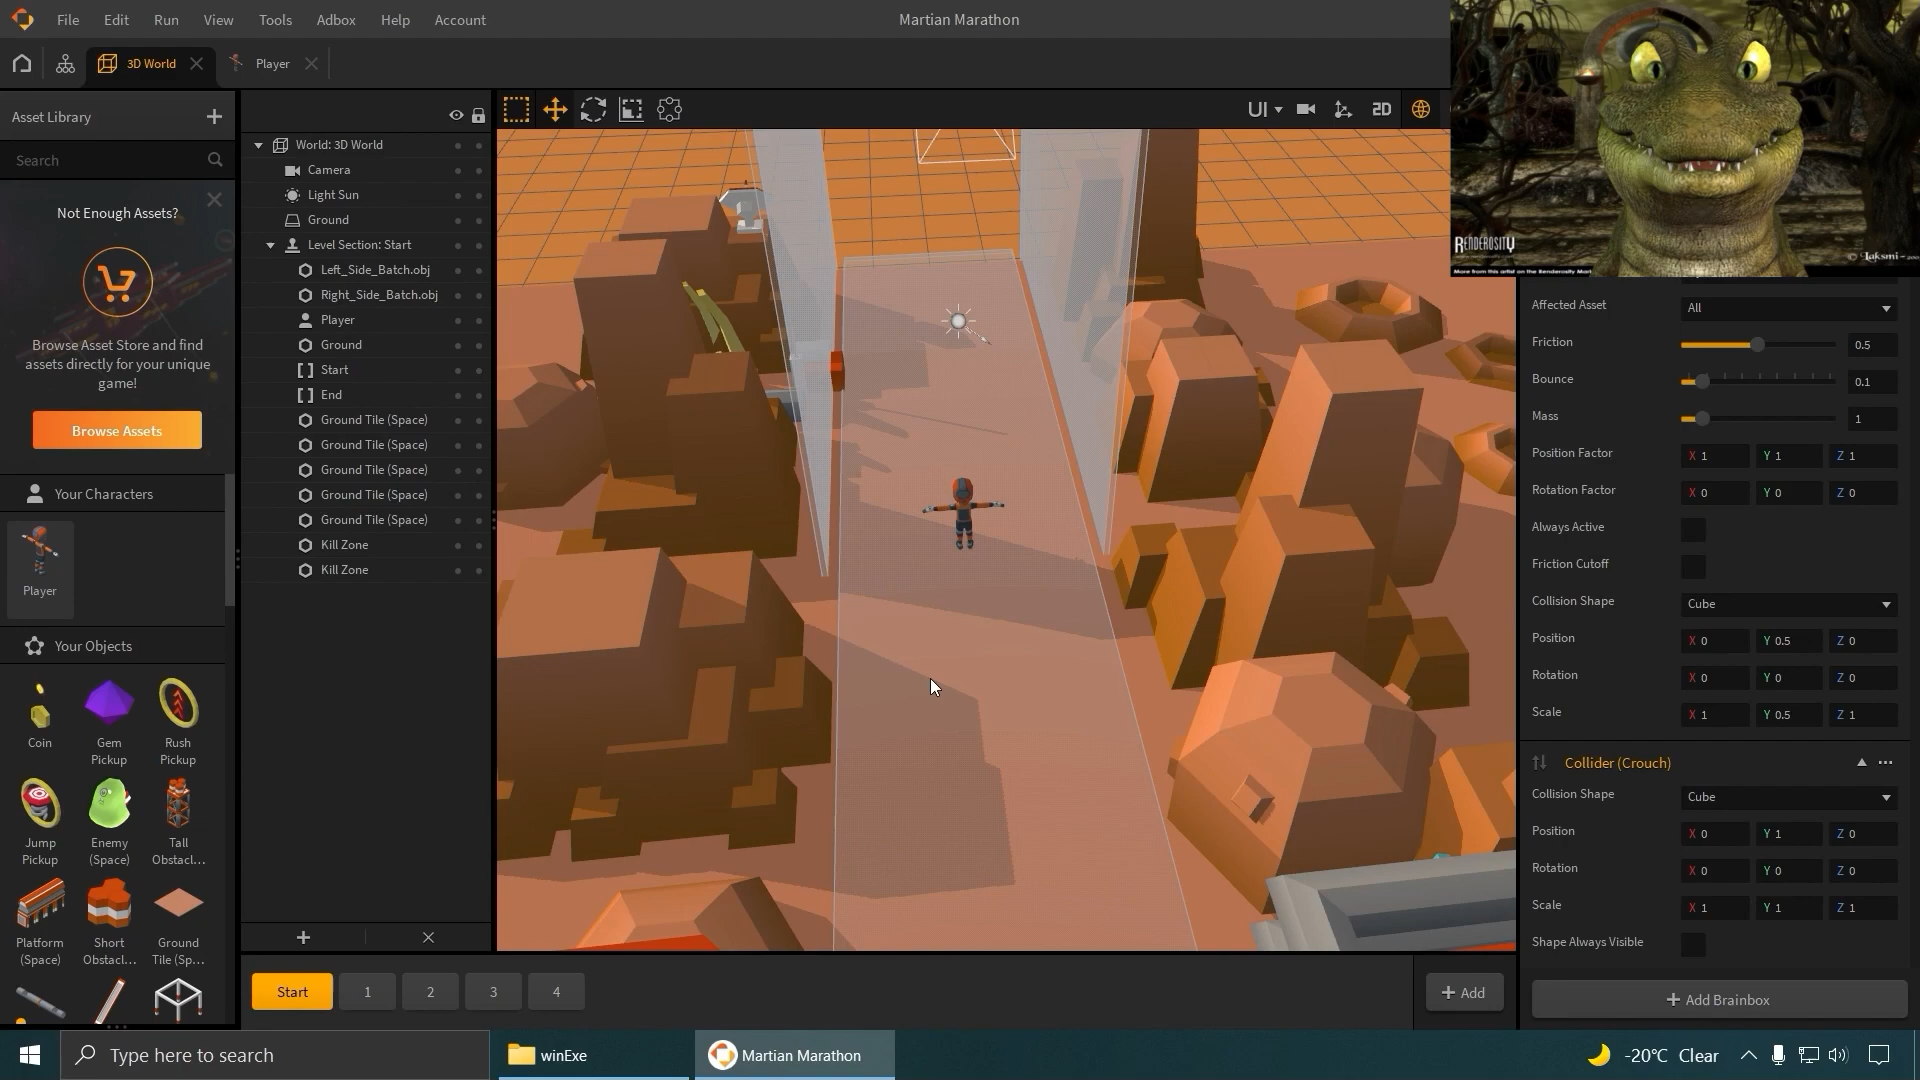 File Edit Run View Tools Adbox Help Account
Martian Marathon
3D World
Player
Asset Library
Search
Not Enough Assets?
Browse Asset Store and find
assets directly for your unique
game!
Browse Assets
Your Characters
Player
Your Objects
Coin
Gem
Pickup
Rush
Pickup
Jump
Pickup
Enemy
(Space)
Tall
Obstacl...
Platform
(Space)
Short
Obstacl...
Ground
Tile (Sp...
World: 3D World
Camera
Light Sun
Ground
Level Section: Start
Left_Side_Batch.obj
Right_Side_Batch.obj
Player
Ground
Start
End
Ground Tile (Space)
Ground Tile (Space)
Ground Tile (Space)
Ground Tile (Space)
Ground Tile (Space)
Kill Zone
Kill Zone
UI
2D
Start 1 2 3 4
+ Add
RENDEROSITY
More from this artist on the Renderosity Mark
Affected Asset All
Friction 0.5
Bounce 0.1
Mass 1
Position Factor X 1 Y 1 Z 1
Rotation Factor X 0 Y 0 Z 0
Always Active
Friction Cutoff
Collision Shape Cube
Position X 0 Y 0.5 Z 0
Rotation X 0 Y 0 Z 0
Scale X 1 Y 0.5 Z 1
Collider (Crouch)
Collision Shape Cube
Position X 0 Y 1 Z 0
Rotation X 0 Y 0 Z 0
Scale X 1 Y 1 Z 1
Shape Always Visible
+ Add Brainbox
Type here to search
winExe
Martian Marathon
-20°C Clear